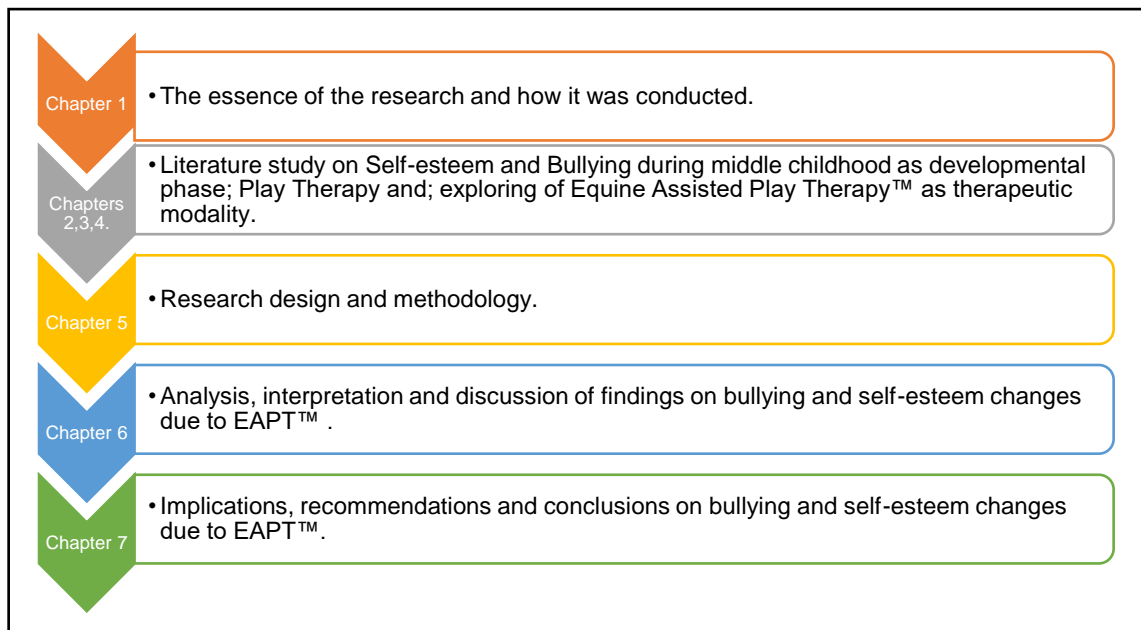 Chapter 1
•The essence of the research and how it was conducted.
Chapters
2,3,4.
•Literature study on Self-esteem and Bullying during middle childhood as developmental
phase; Play Therapy and; exploring of Equine Assisted Play Therapy™ as therapeutic
modality.
Chapter 5
•Research design and methodology.
Chapter 6
•Analysis, interpretation and discussion of findings on bullying and self-esteem changes
due to EAPT™ .
Chapter 7
•Implications, recommendations and conclusions on bullying and self-esteem changes
due to EAPT™.